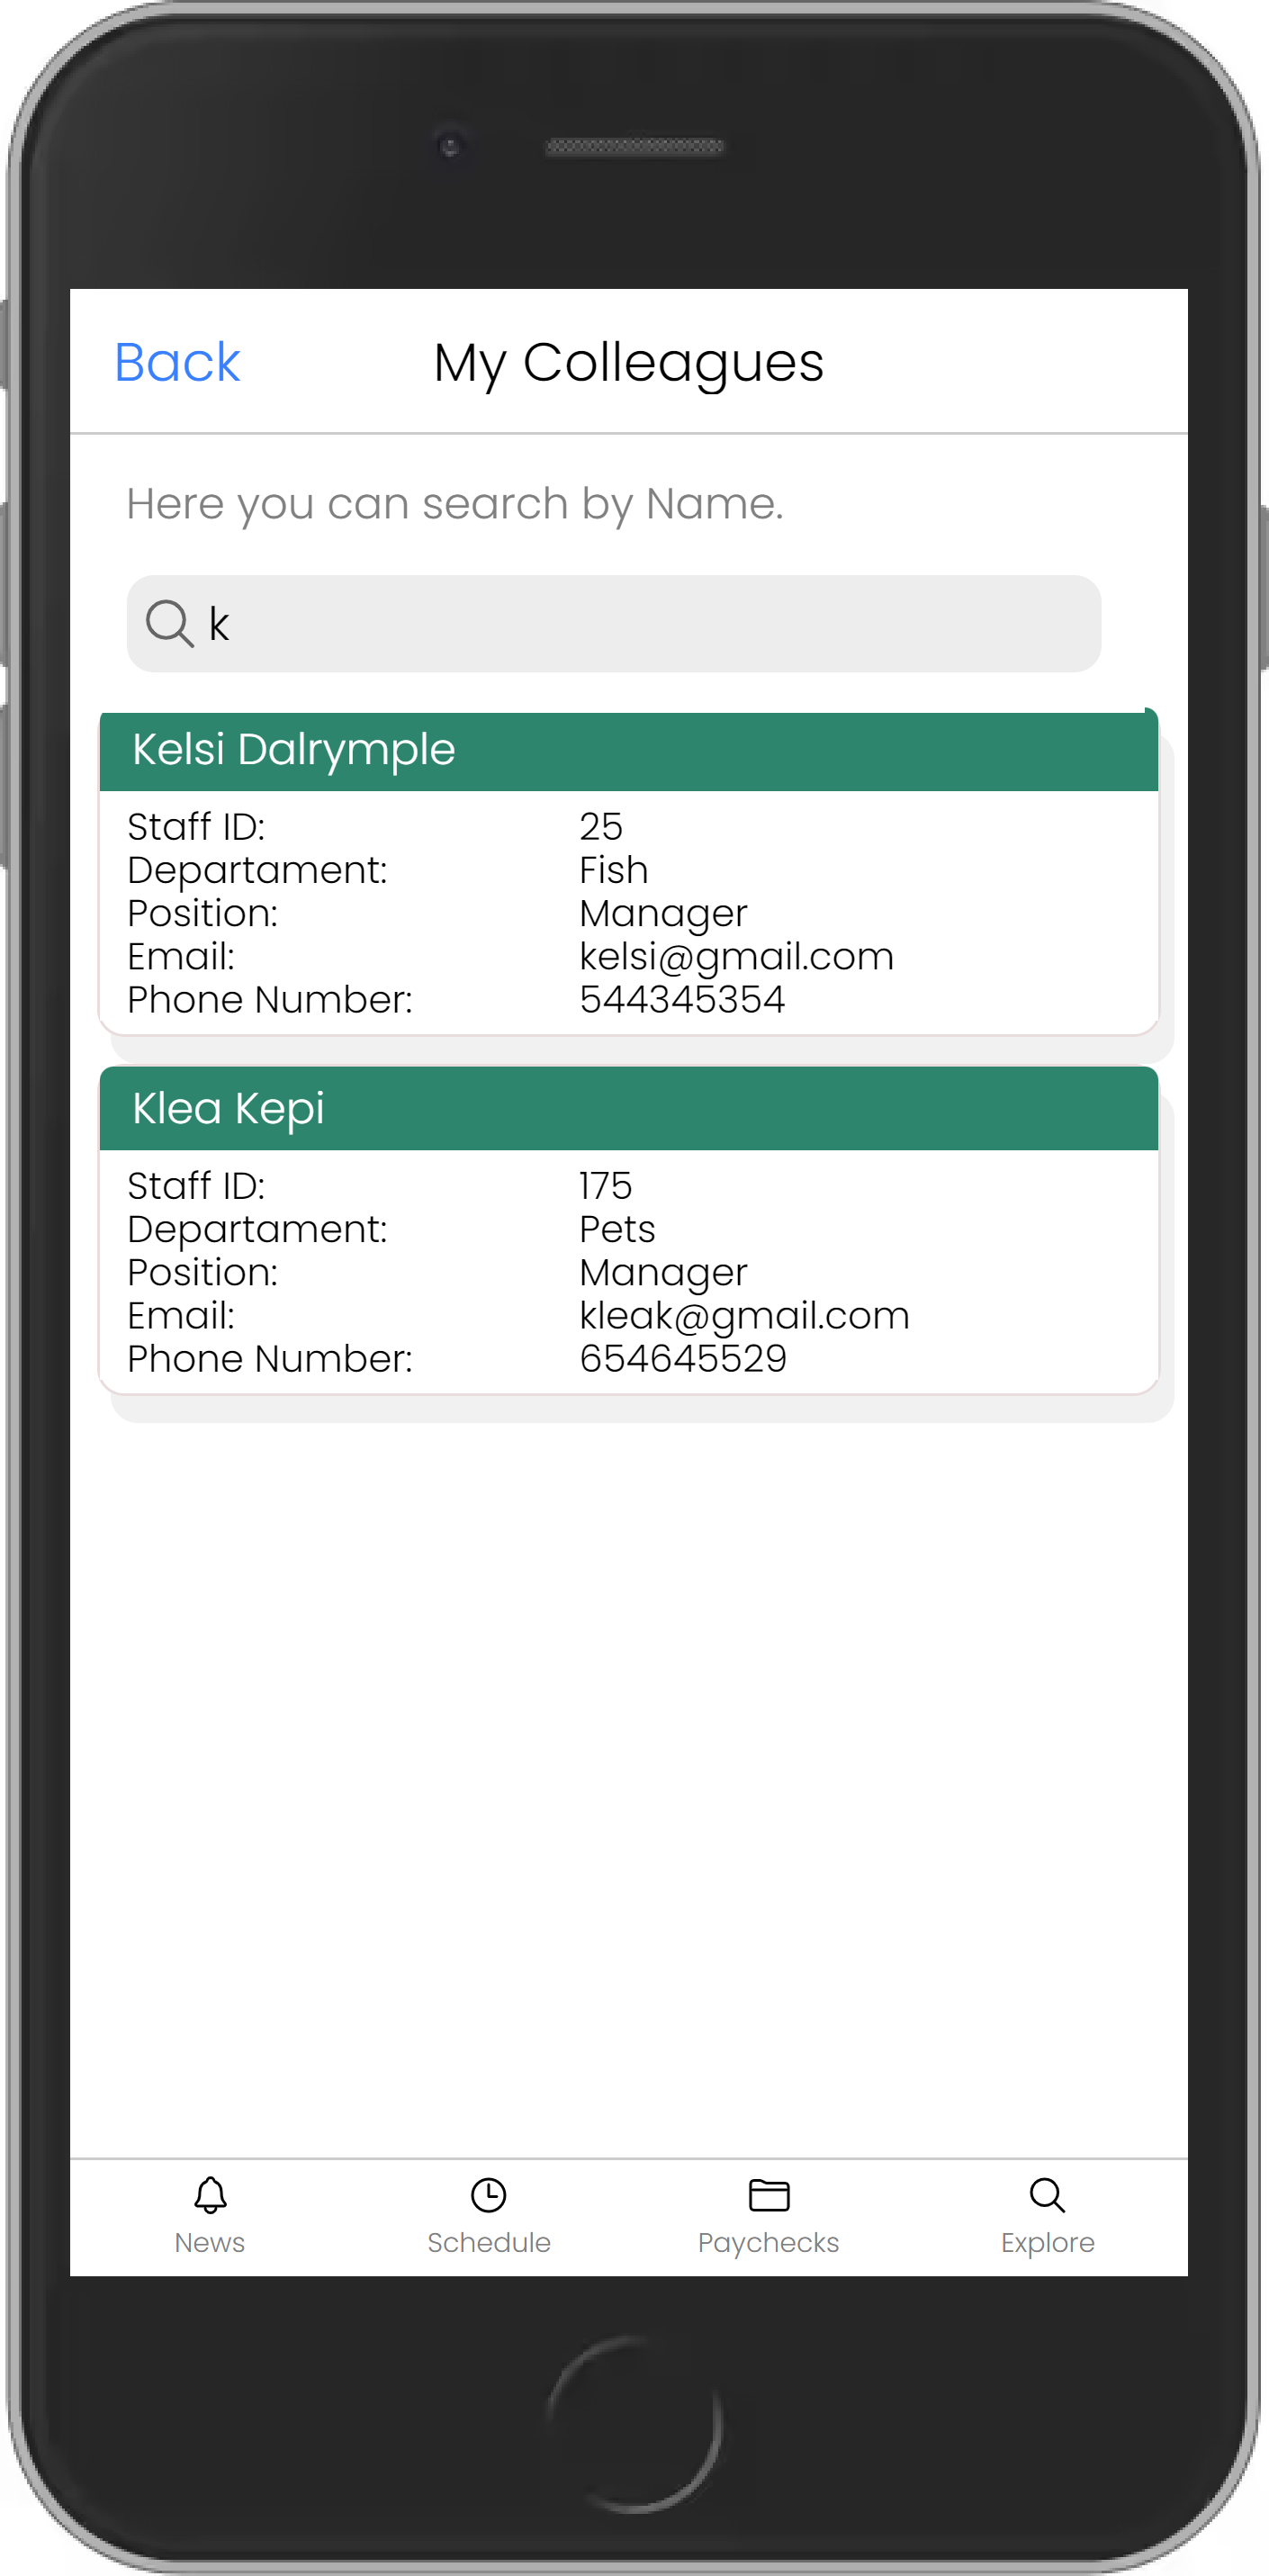 Back My Colleagues
Here you can search by Name.
k
Kelsi Dalrymple
Staff ID: 25
Departament: Fish
Position: Manager
Email: kelsi@gmail.com
Phone Number: 544345354
Klea Kepi
Staff ID: 175
Departament: Pets
Position: Manager
Email: kleak@gmail.com
Phone Number: 654645529
News Schedule Paychecks Explore